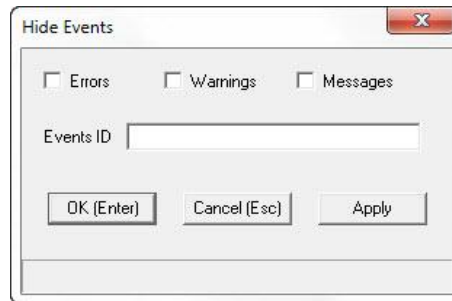 Hide Events
Errors Warnings Messages
Events ID
OK (Enter) Cancel (Esc) Apply